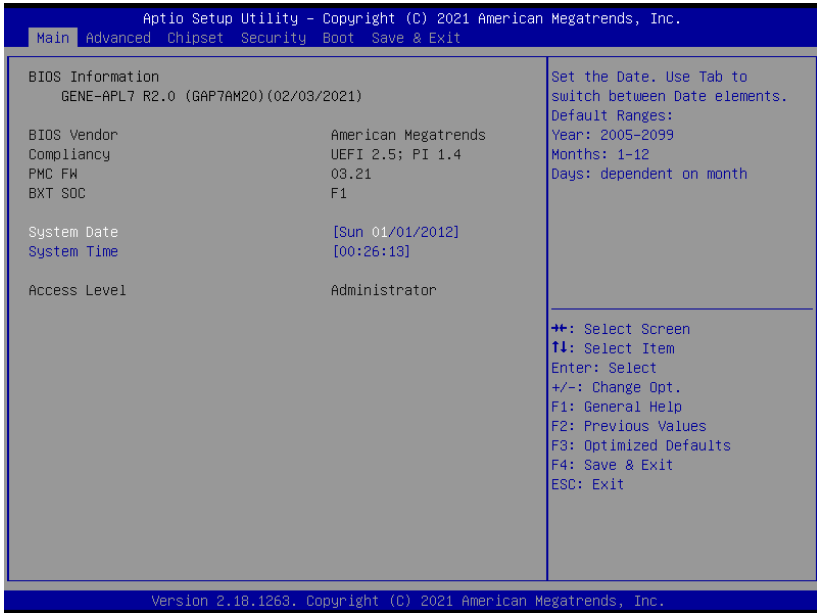 Aptio Setup Utility – Copyright (C) 2021 American Megatrends, Inc.
Main Advanced Chipset Security Boot Save & Exit
BIOS Information
GENE-APL7 R2.0 (GAP7AM20)(02/03/2021)
BIOS Vendor American Megatrends
Compliancy UEFI 2.5; PI 1.4
PMC FW 03.21
BXT SOC F1
System Date [Sun 01/01/2012]
System Time [00:26:13]
Access Level Administrator
Set the Date. Use Tab to
switch between Date elements.
Default Ranges:
Year: 2005-2099
Months: 1-12
Days: dependent on month
→←: Select Screen
↑↓: Select Item
Enter: Select
+/-: Change Opt.
F1: General Help
F2: Previous Values
F3: Optimized Defaults
F4: Save & Exit
ESC: Exit
Version 2.18.1263. Copyright (C) 2021 American Megatrends, Inc.